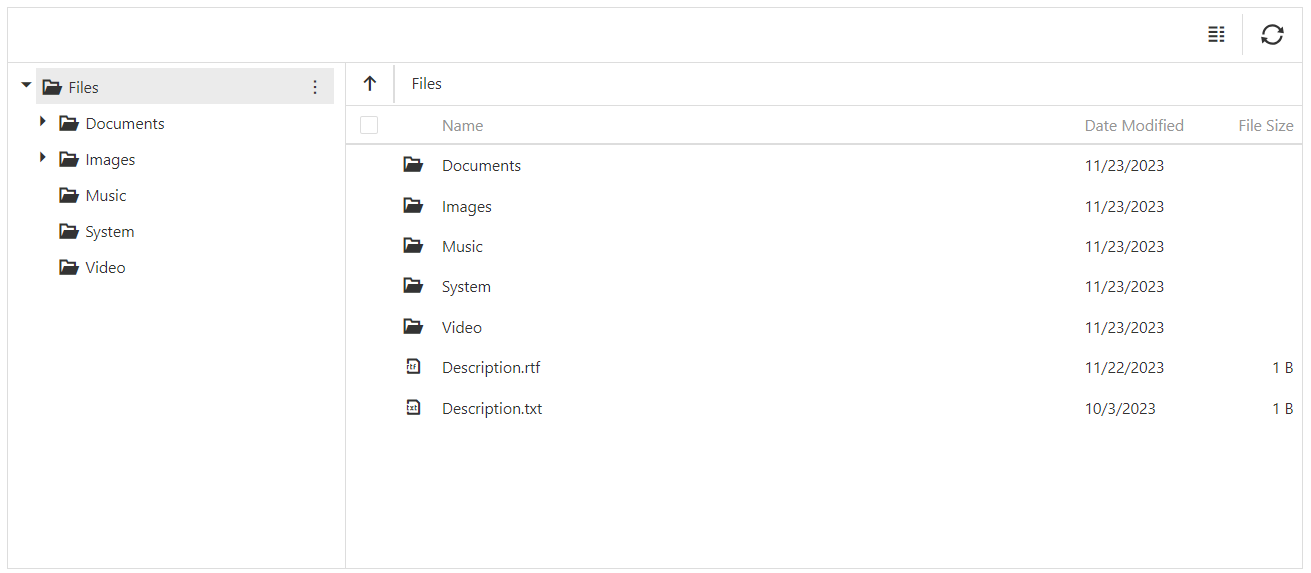 Files
Documents
Images
Music
System
Video
Files
Name Date Modified File Size
Documents 11/23/2023
Images 11/23/2023
Music 11/23/2023
System 11/23/2023
Video 11/23/2023
rtf Description.rtf 11/22/2023 1 B
txt Description.txt 10/3/2023 1 B